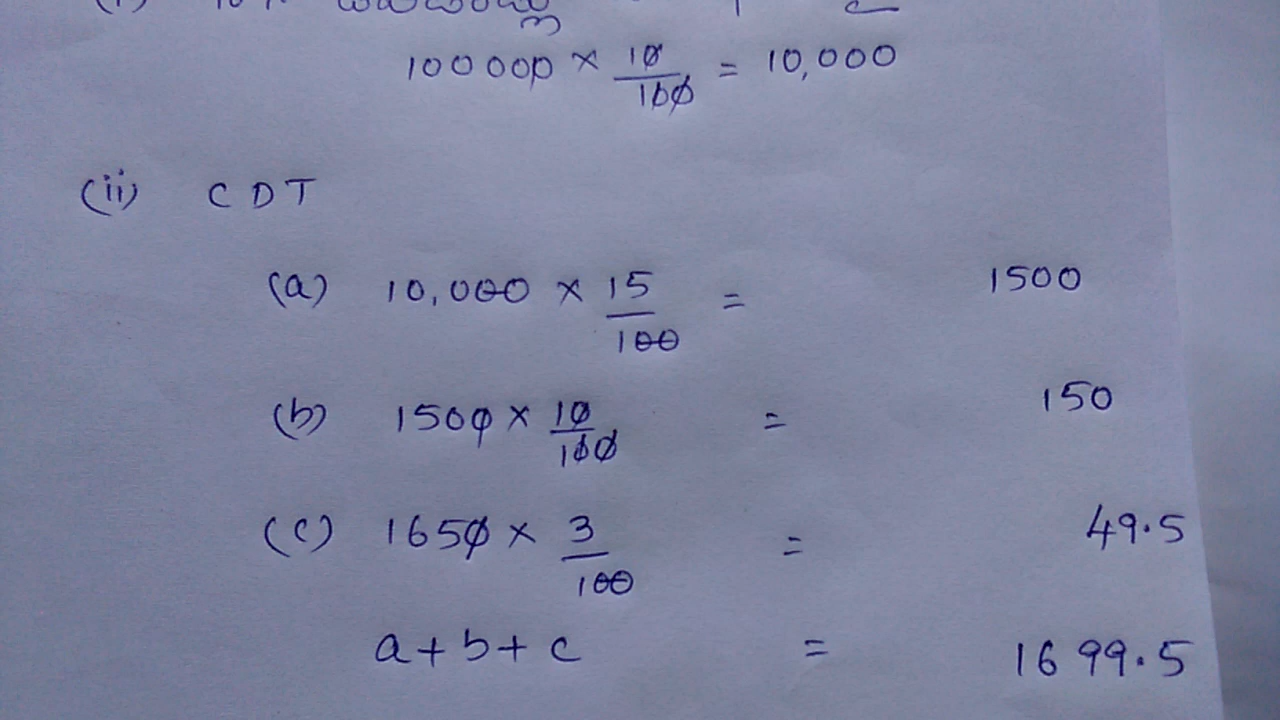 100000 × 10/100 = 10,000
(ii) CDT
(a) 10,000 × 15/100 = 1500
(b) 1500 × 10/100 = 150
(c) 1650 × 3/100 = 49.5
a+b+c = 1699.5